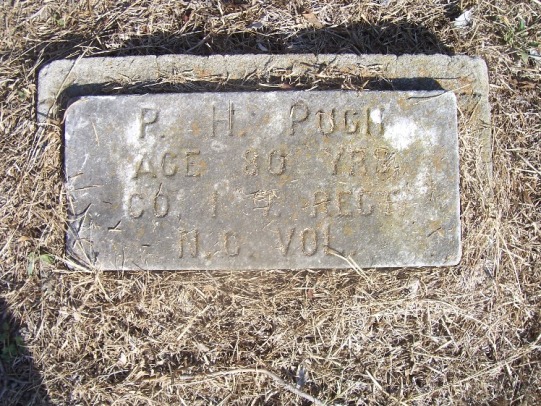 P. H. PUGH
AGE 80 YRS.
CO. REGT
N.C. VOL.